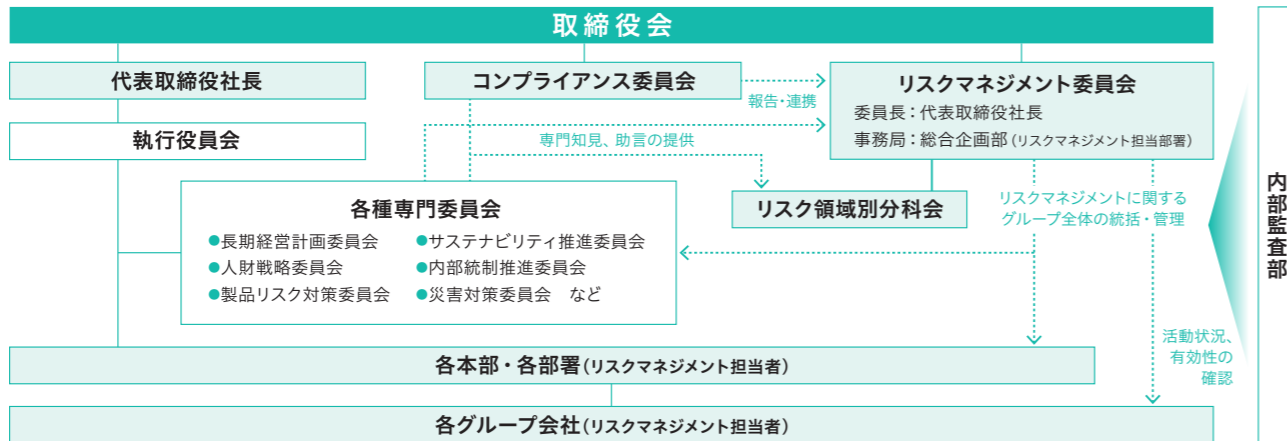 取締役会
代表取締役社長
コンプライアンス委員会
リスクマネジメント委員会
委員長：代表取締役社長
事務局：総合企画部（リスクマネジメント担当部署）
報告・連携
執行役員会
専門知見、助言の提供
各種専門委員会
●長期経営計画委員会 ●サステナビリティ推進委員会
●人財戦略委員会 ●内部統制推進委員会
●製品リスク対策委員会 ●災害対策委員会　など
リスク領域別分科会
リスクマネジメントに関する
グループ全体の統括・管理
内部監査部
活動状況、
有効性の
確認
各本部・各部署（リスクマネジメント担当者）
各グループ会社（リスクマネジメント担当者）